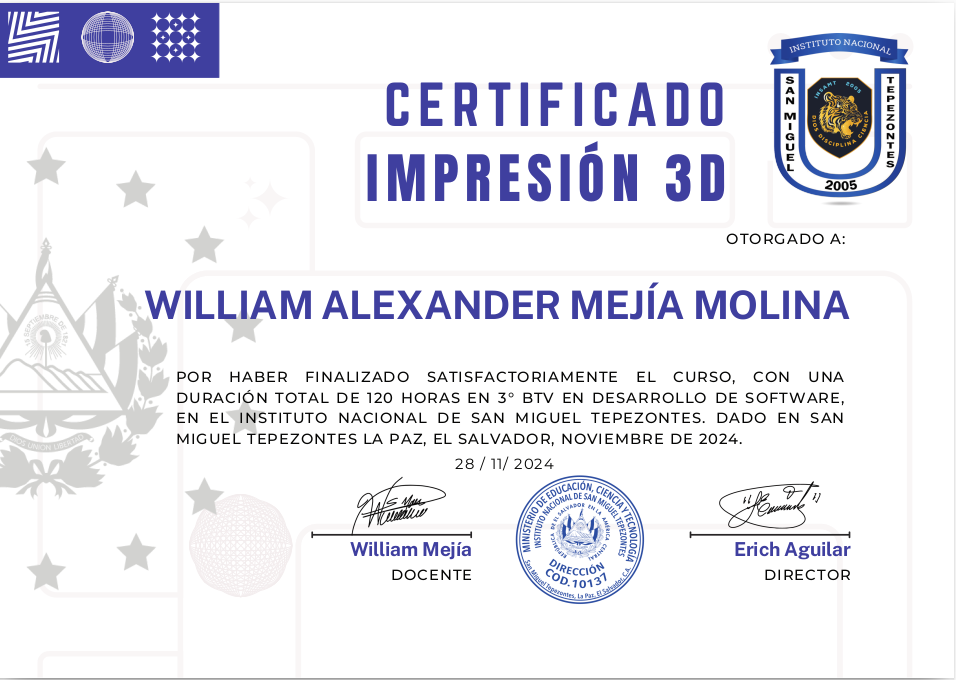 INSTITUTO NACIONAL
SAN MIGUEL
TEPEZONTES
INSAMT 2005
DIOS DISCIPLINA CIENCIA
2005
CERTIFICADO
IMPRESIÓN 3D
OTORGADO A:
WILLIAM ALEXANDER MEJÍA MOLINA
POR HABER FINALIZADO SATISFACTORIAMENTE EL CURSO, CON UNA
DURACIÓN TOTAL DE 120 HORAS EN 3° BTV EN DESARROLLO DE SOFTWARE,
EN EL INSTITUTO NACIONAL DE SAN MIGUEL TEPEZONTES. DADO EN SAN
MIGUEL TEPEZONTES LA PAZ, EL SALVADOR, NOVIEMBRE DE 2024.
28 / 11/ 2024
William Mejía
DOCENTE
MINISTERIO DE EDUCACIÓN, CIENCIA Y TECNOLOGIA
INSTITUTO NACIONAL DE SAN MIGUEL TEPEZONTES
REPÚBLICA DE EL SALVADOR EN LA AMÉRICA CENTRAL
DIRECCIÓN
COD.10137
San Miguel Tepezontes, La Paz, El Salvador, C. A.
Erich Aguilar
DIRECTOR